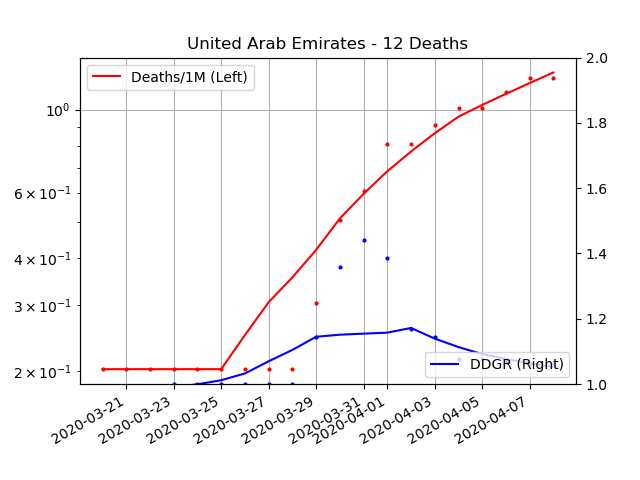 United Arab Emirates - 12 Deaths
Deaths/1M (Left)
10⁰
6 × 10⁻¹
4 × 10⁻¹
3 × 10⁻¹
2 × 10⁻¹
2.0
1.8
1.6
1.4
1.2
1.0
DDGR (Right)
2020-03-21
2020-03-23
2020-03-25
2020-03-27
2020-03-29
2020-03-31
2020-04-01
2020-04-03
2020-04-05
2020-04-07